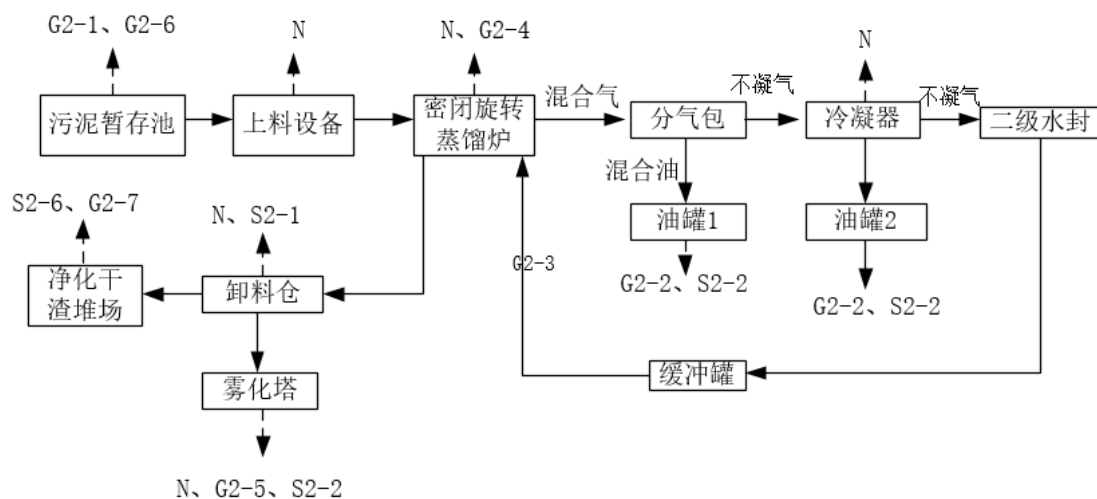 G2-1、G2-6
N
N、G2-4
N
污泥暂存池
上料设备
密闭旋转
蒸馏炉
混合气
分气包
不凝气
冷凝器
不凝气
二级水封
混合油
油罐1
油罐2
G2-2、S2-2
G2-2、S2-2
S2-6、G2-7
N、S2-1
G2-3
净化干
渣堆场
卸料仓
雾化塔
缓冲罐
N、G2-5、S2-2